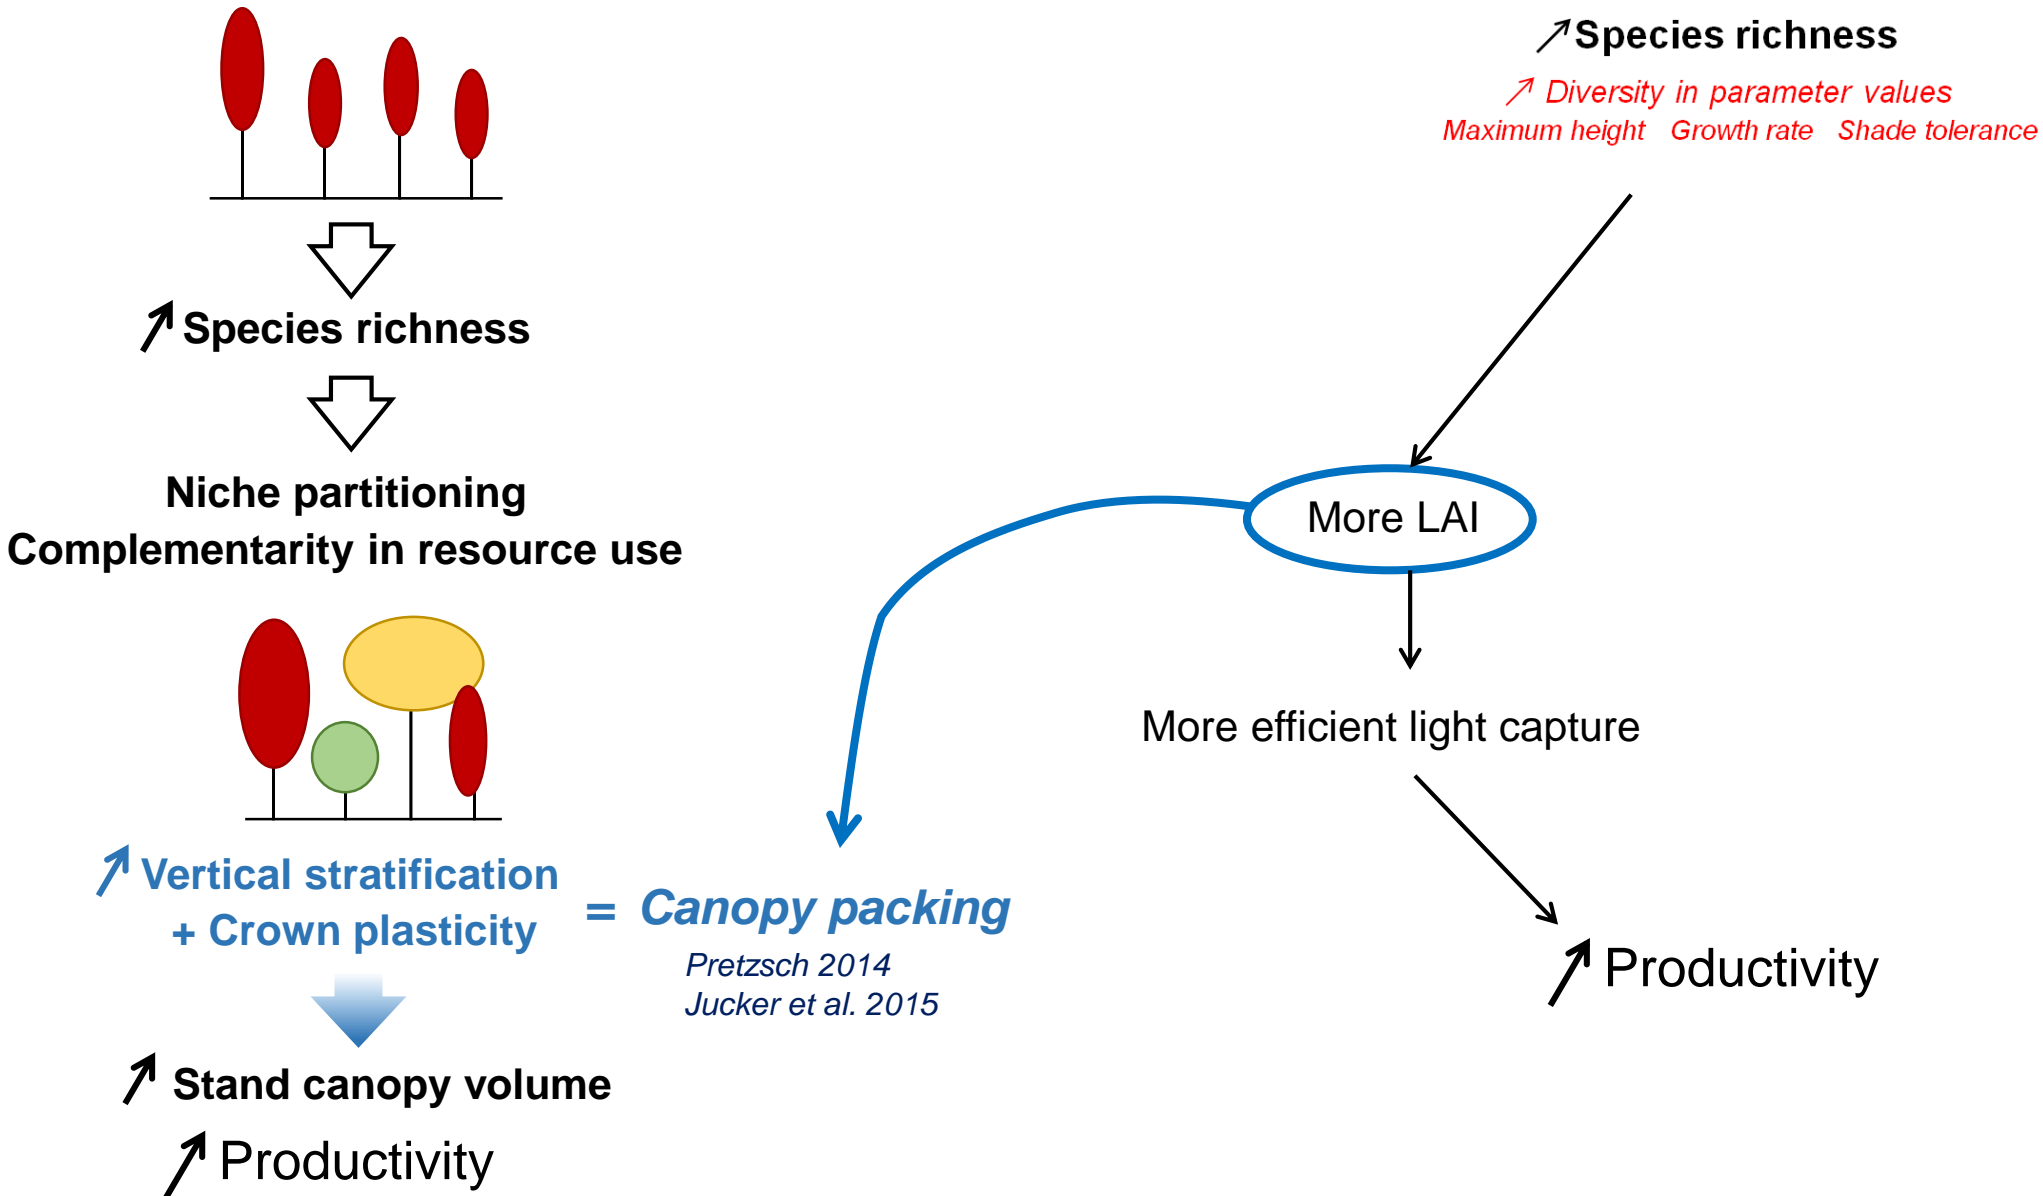 Species richness
Niche partitioning
Complementarity in resource use
Vertical stratification
+ Crown plasticity
= Canopy packing
Pretzsch 2014
Jucker et al. 2015
Stand canopy volume
Productivity
Species richness
Diversity in parameter values
Maximum height Growth rate Shade tolerance
More LAI
More efficient light capture
Productivity